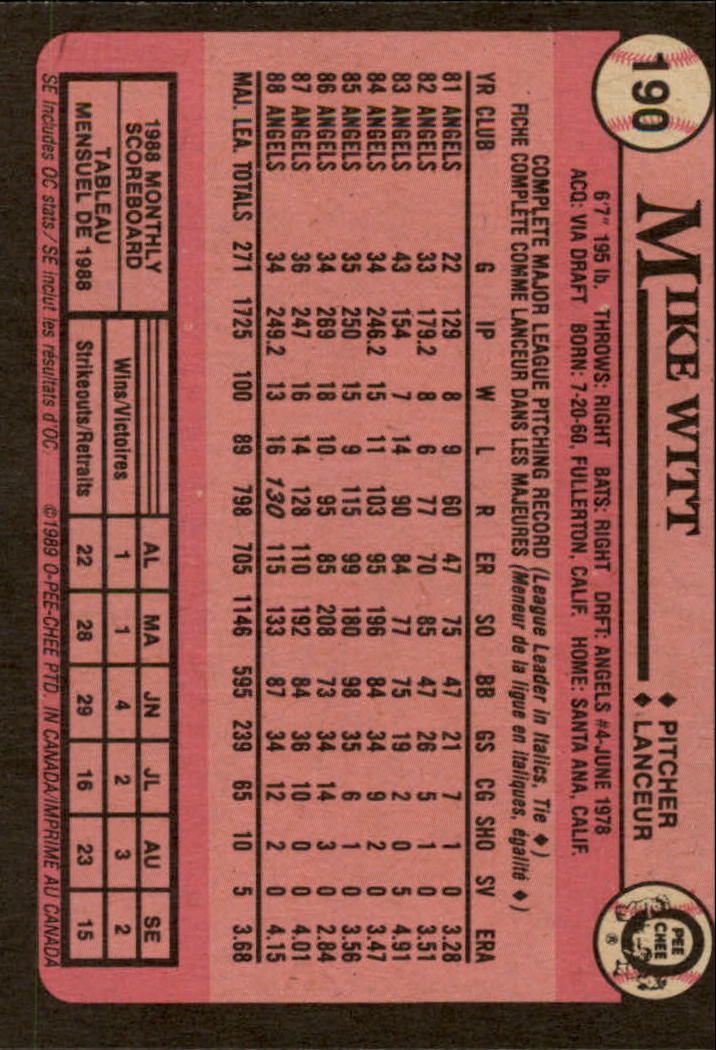 190
MIKE WITT
♦ PITCHER
♦ LANCEUR
O
PEE
CHEE
®
6'7" 195 lb. THROWS: RIGHT BATS: RIGHT DRFT: ANGELS #4-JUNE 1978
ACQ: VIA DRAFT BORN: 7-20-60, FULLERTON, CALIF. HOME: SANTA ANA, CALIF.
COMPLETE MAJOR LEAGUE PITCHING RECORD (League Leader in Italics, Tie ♦)
FICHE COMPLÈTE COMME LANCEUR DANS LES MAJEURES (Meneur de la ligue en italiques, égalité ♦)
YR CLUB G IP W L R ER SO BB GS CG SHO SV ERA
81 ANGELS 22 129 8 9 60 47 75 47 21 7 1 0 3.28
82 ANGELS 33 179.2 8 6 77 70 85 47 26 5 1 0 3.51
83 ANGELS 43 154 7 14 90 84 77 75 19 2 0 5 4.91
84 ANGELS 34 246.2 15 11 103 95 196 84 34 9 2 0 3.47
85 ANGELS 35 250 15 9 115 99 180 98 35 6 1 0 3.56
86 ANGELS 34 269 18 10 95 85 208 73 34 14 3 0 2.84
87 ANGELS 36 247 16 14 128 110 192 84 36 10 0 0 4.01
88 ANGELS 34 249.2 13 16 130 115 133 87 34 12 2 0 4.15
MAJ. LEA. TOTALS 271 1725 100 89 798 705 1146 595 239 65 10 5 3.68
1988 MONTHLY
SCOREBOARD
TABLEAU
MENSUEL DE 1988
AL MA JN JL AU SE
Wins/Victoires 1 1 4 2 3 2
Strikeouts/Retraits 22 28 29 16 23 15
SE includes OC stats/SE inclut les résultats d'OC ©1989 O-PEE-CHEE PTD. IN CANADA/IMPRIMÉ AU CANADA